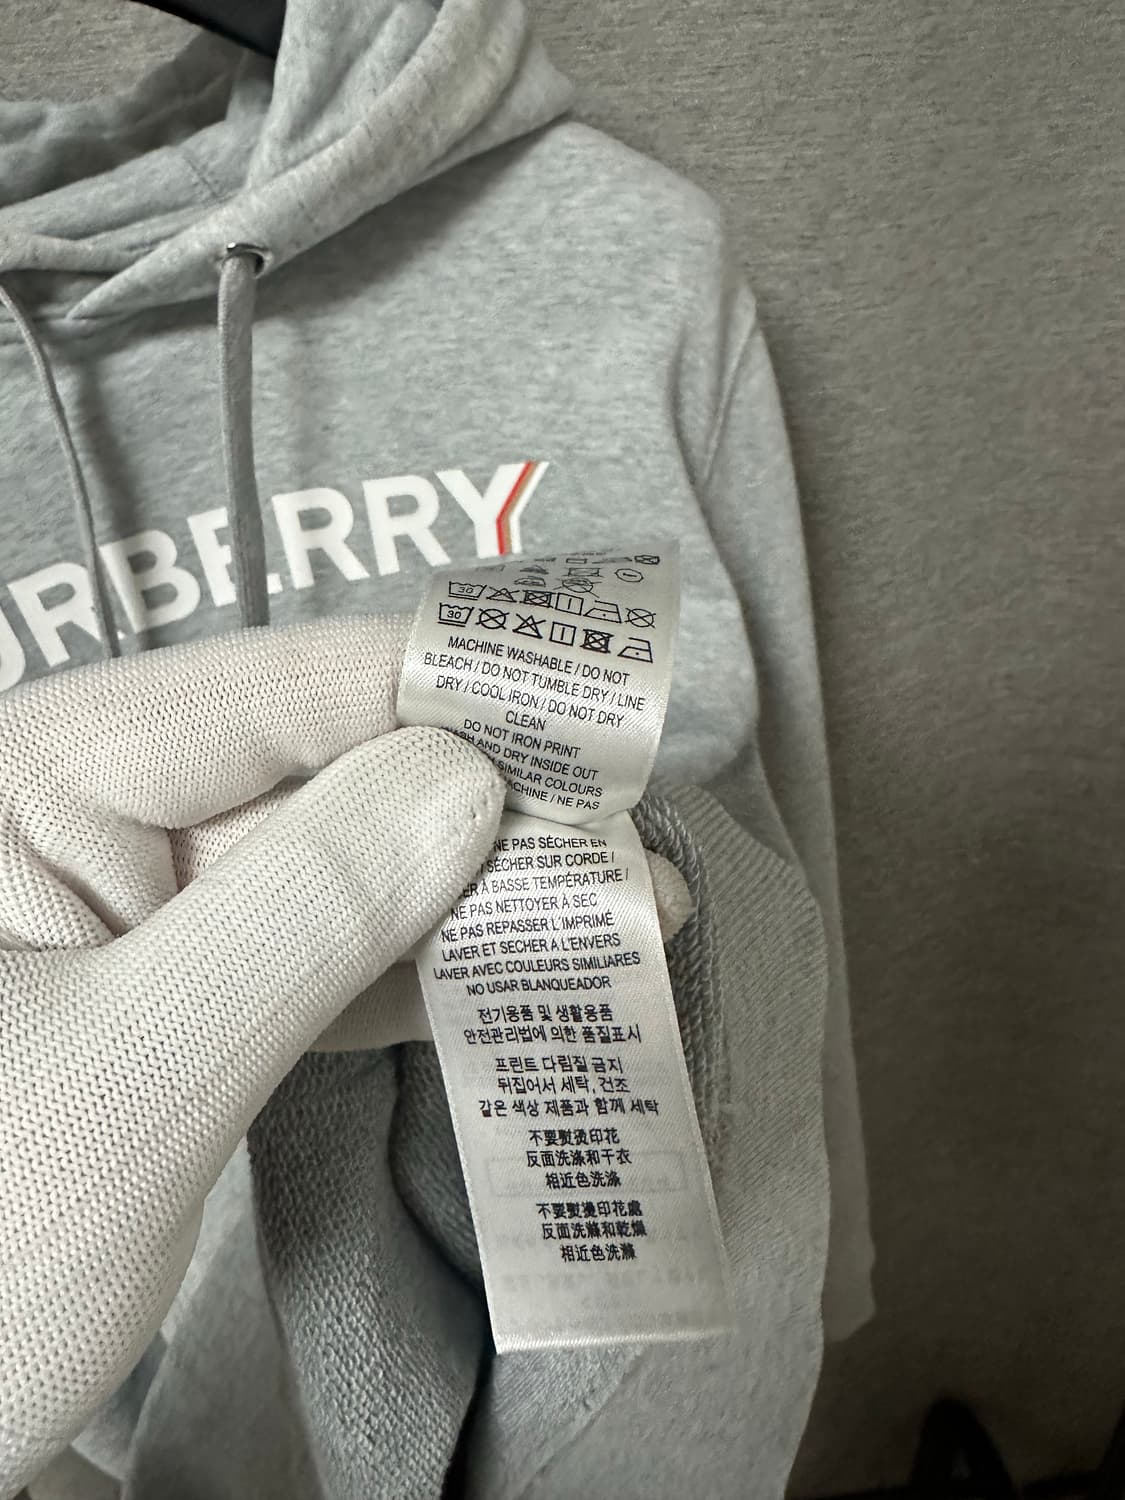 URBERRY
30
30
MACHINE WASHABLE / DO NOT
BLEACH / DO NOT TUMBLE DRY / LINE
DRY / COOL IRON / DO NOT DRY
CLEAN
DO NOT IRON PRINT
AND DRY INSIDE OUT
SIMILAR COLOURS
/ NE PAS
NE PAS SÉCHER EN
SÉCHER SUR CORDE /
À BASSE TEMPÉRATURE /
NE PAS NETTOYER À SEC
NE PAS REPASSER L'IMPRIMÉ
LAVER ET SECHER A L'ENVERS
LAVER AVEC COULEURS SIMILIARES
NO USAR BLANQUEADOR
전기용품 및 생활용품
안전관리법에 의한 품질표시
프린트 다림질 금지
뒤집어서 세탁, 건조
같은 색상 제품과 함께 세탁
不要熨烫印花
反面洗涤和干衣
相近色洗涤
不要熨燙印花處
反面洗滌和乾燥
相近色洗滌